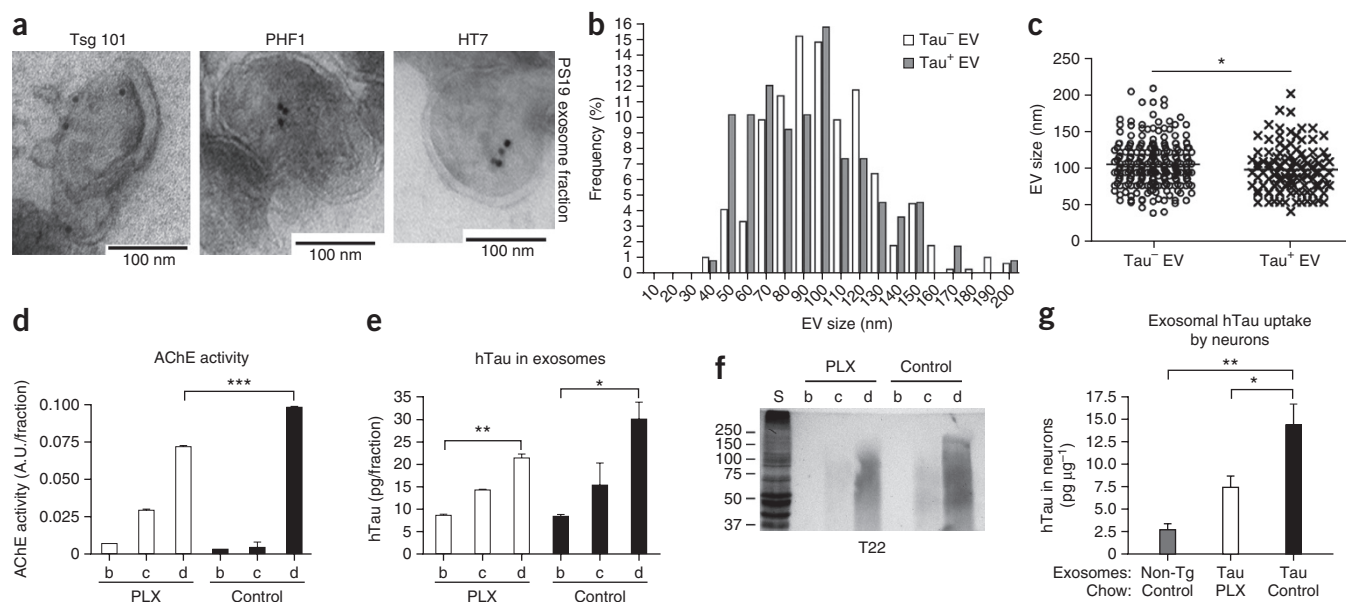 a
Tsg 101
PHF1
HT7
PS19 exosome fraction
100 nm
100 nm
100 nm
b
Frequency (%)
16
15
14
13
12
11
10
9
8
7
6
5
4
3
2
1
0
Tau⁻ EV
Tau⁺ EV
10 20 30 40 50 60 70 80 90 100 110 120 130 140 150 160 170 180 190 200
EV size (nm)
c
*
EV size (nm)
250
200
150
100
50
0
Tau⁻ EV Tau⁺ EV
d
AChE activity
***
AChE activity (A.U./fraction)
0.100
0.075
0.050
0.025
0
b c d b c d
PLX Control
e
hTau in exosomes
*
**
hTau (pg/fraction)
35
30
25
20
15
10
5
0
b c d b c d
PLX Control
f
PLX Control
S b c d b c d
250
150
100
75
50
37
T22
g
Exosomal hTau uptake
by neurons
**
*
hTau in neurons
(pg µg⁻¹)
17.5
15.0
12.5
10.0
7.5
5.0
2.5
0
Exosomes: Non-Tg Tau Tau
Chow: Control PLX Control